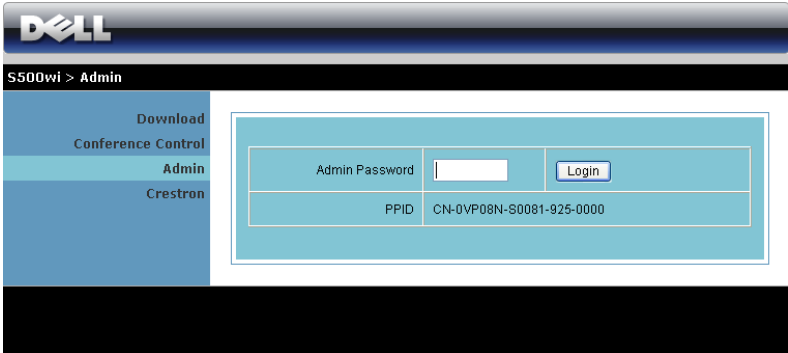 DELL
S500wi > Admin
Download
Conference Control
Admin
Crestron
Admin Password
Login
PPID
CN-0VP08N-S0081-925-0000